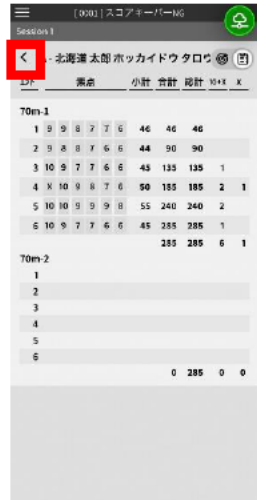 [0001] スコアキーパーNG
Session 1
- 北海道 太郎 ホッカイドウ タロウ
エンド 得点 小計 合計 総計 10+X X
70m-1
1 9 9 8 7 7 6 46 46 46
2 9 8 8 7 6 6 44 90 90
3 10 9 7 7 6 6 45 135 135 1
4 X 10 9 8 7 6 50 185 185 2 1
5 10 10 9 9 9 8 55 240 240 2
6 10 9 7 7 6 6 45 285 285 1
285 285 6 1
70m-2
1
2
3
4
5
6
0 285 0 0